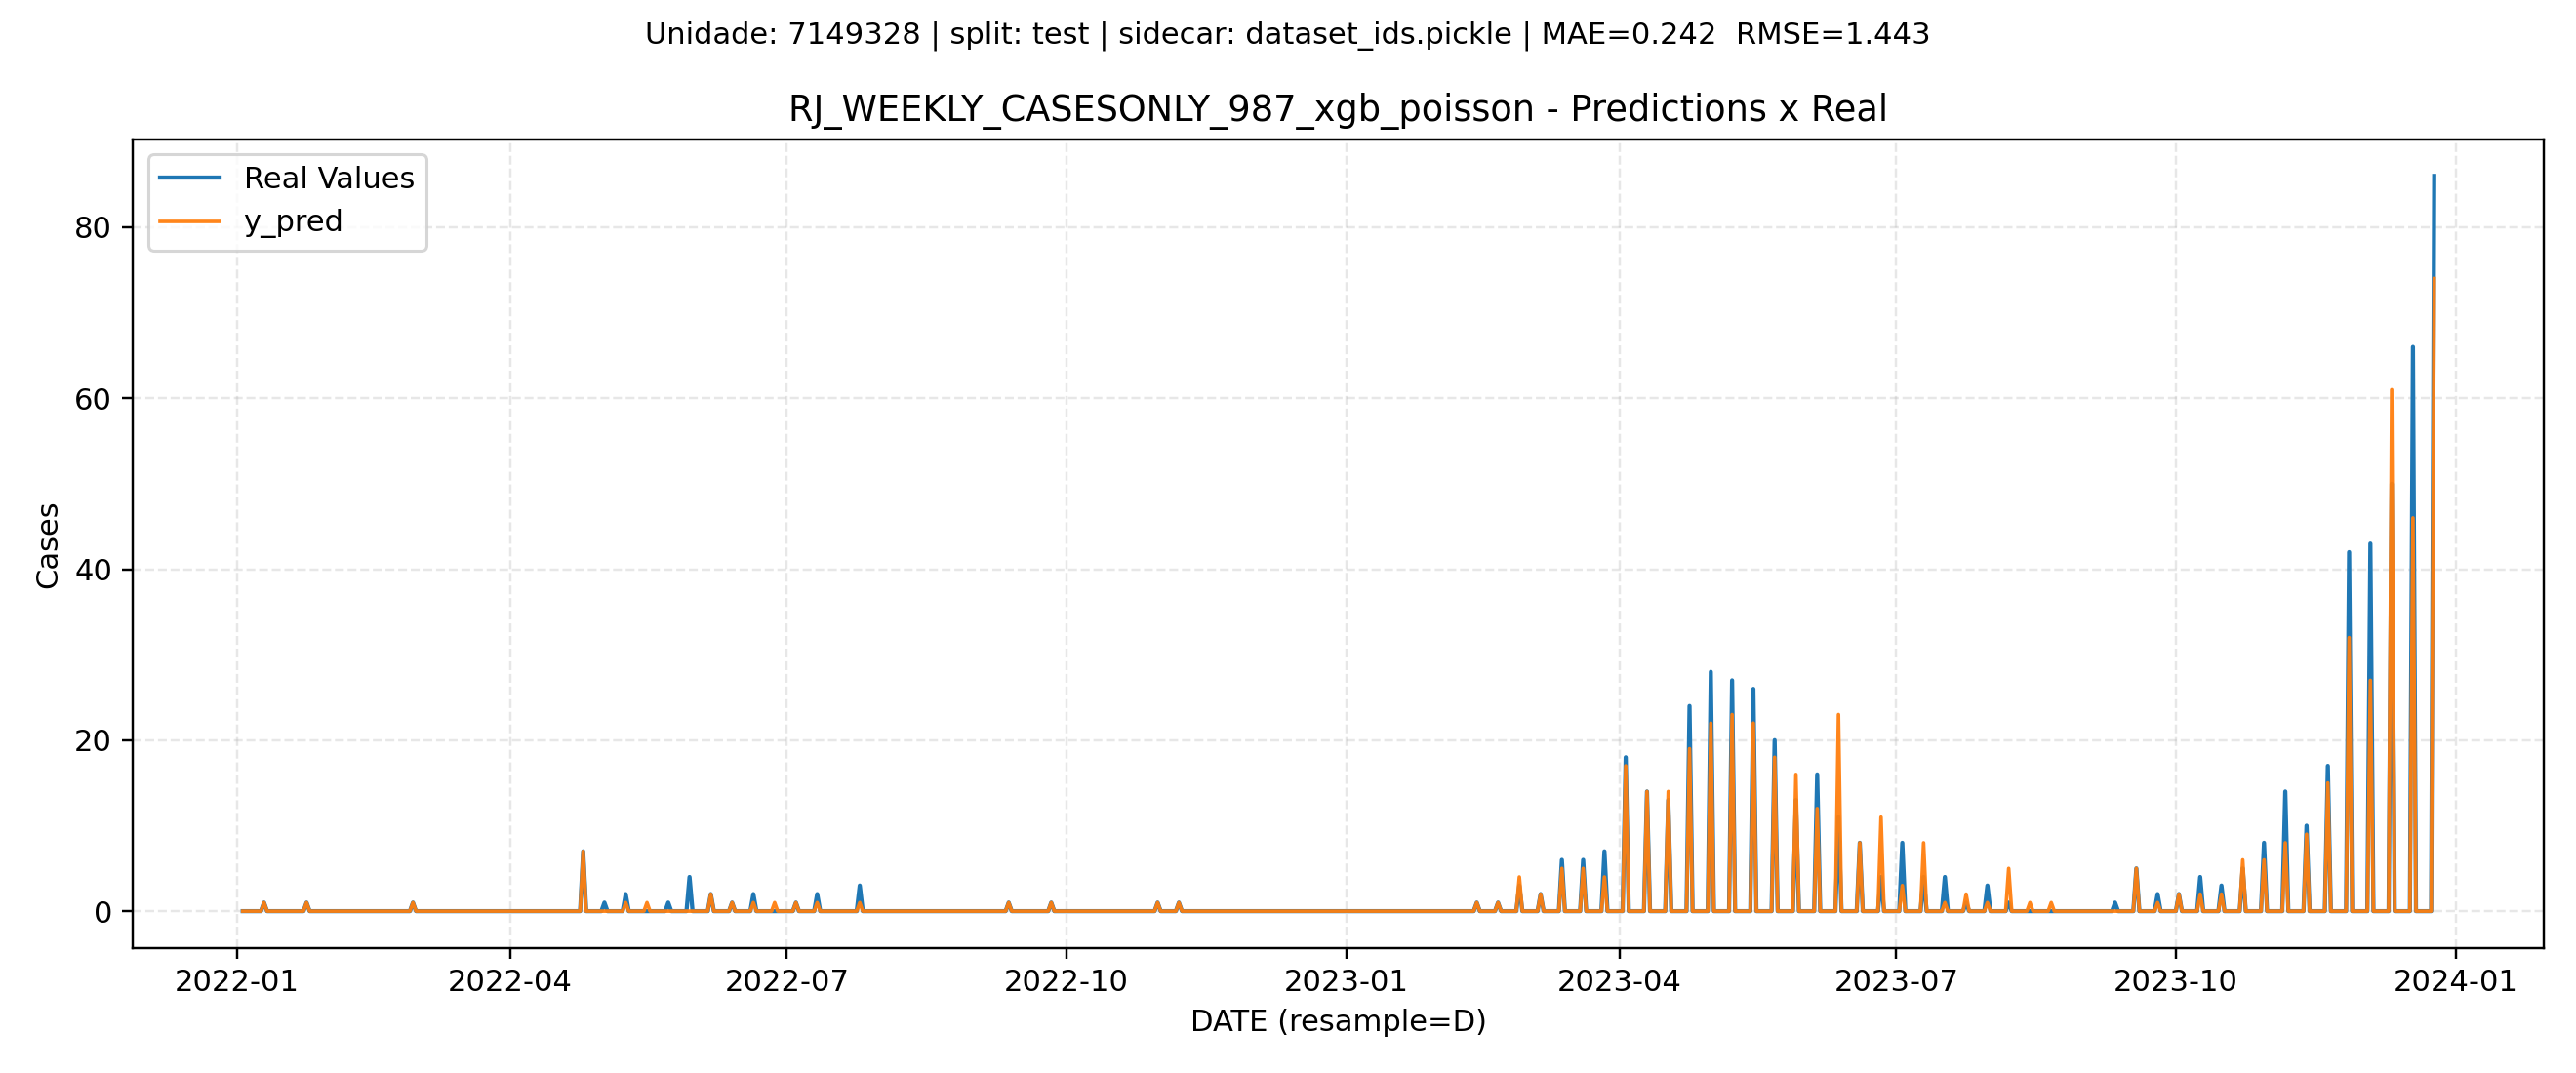 Unidade: 7149328 | split: test | sidecar: dataset_ids.pickle | MAE=0.242  RMSE=1.443
RJ_WEEKLY_CASESONLY_987_xgb_poisson - Predictions x Real
Real Values
y_pred
Cases
80
60
40
20
0
2022-01
2022-04
2022-07
2022-10
2023-01
2023-04
2023-07
2023-10
2024-01
DATE (resample=D)